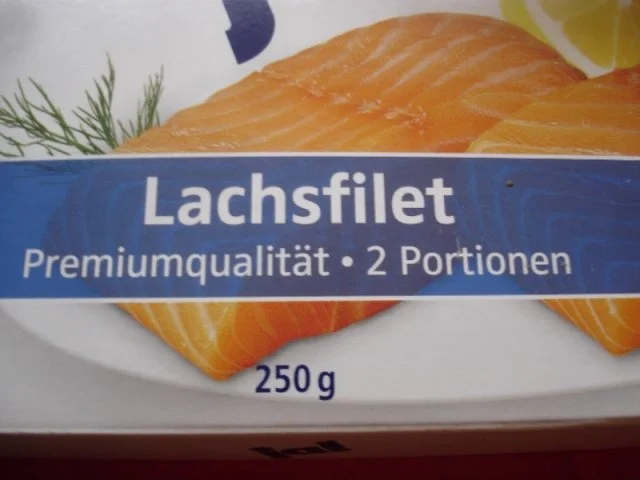 Lachsfilet
Premiumqualität • 2 Portionen
250 g